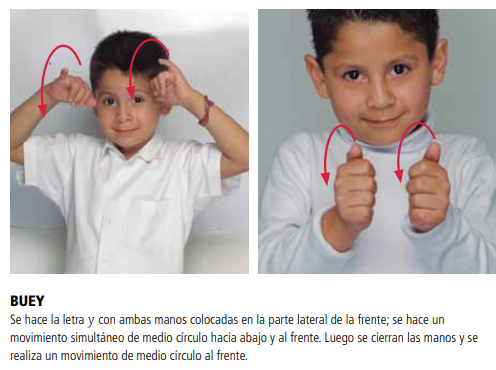 BUEY
Se hace la letra y con ambas manos colocadas en la parte lateral de la frente; se hace un
movimiento simultáneo de medio círculo hacia abajo y al frente. Luego se cierran las manos y se
realiza un movimiento de medio círculo al frente.